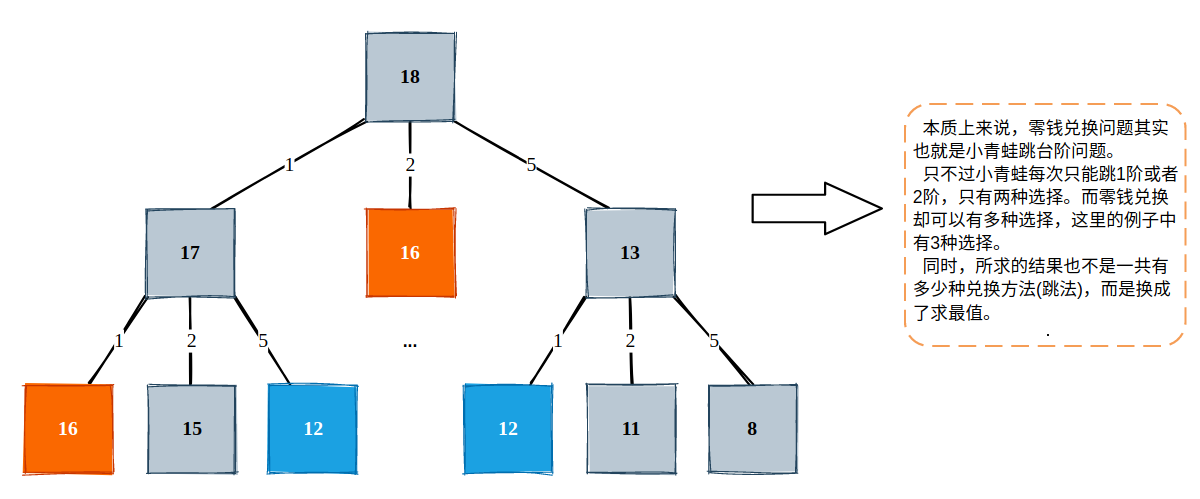 18
1
2
5
17
16
13
1
2
5
...
1
2
5
16
15
12
12
11
8
本质上来说，零钱兑换问题其实
也就是小青蛙跳台阶问题。
只不过小青蛙每次只能跳1阶或者
2阶，只有两种选择。而零钱兑换
却可以有多种选择，这里的例子中
有3种选择。
同时，所求的结果也不是一共有
多少种兑换方法(跳法)，而是换成
了求最值。
.